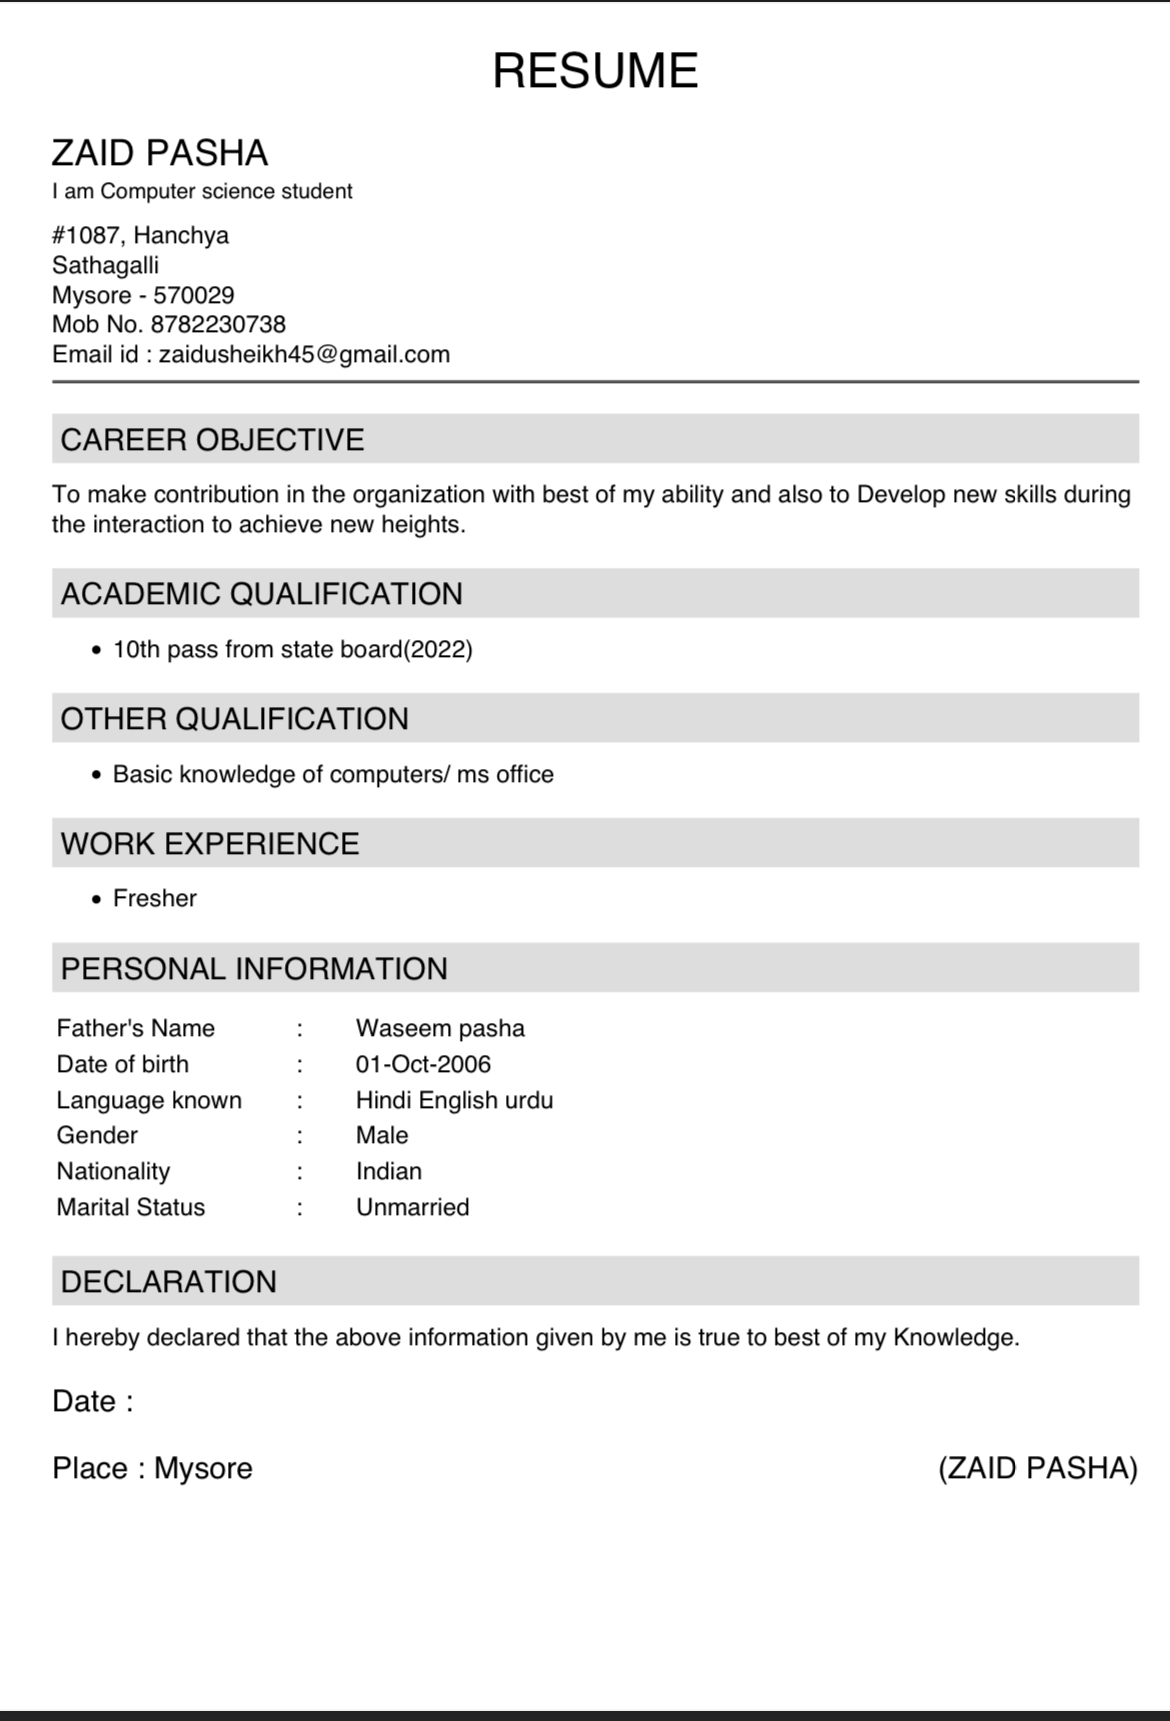 RESUME
ZAID PASHA
I am Computer science student
#1087, Hanchya
Sathagalli
Mysore - 570029
Mob No. 8782230738
Email id : zaidusheikh45@gmail.com
CAREER OBJECTIVE
To make contribution in the organization with best of my ability and also to Develop new skills during
the interaction to achieve new heights.
ACADEMIC QUALIFICATION
• 10th pass from state board(2022)
OTHER QUALIFICATION
• Basic knowledge of computers/ ms office
WORK EXPERIENCE
• Fresher
PERSONAL INFORMATION
Father's Name : Waseem pasha
Date of birth : 01-Oct-2006
Language known : Hindi English urdu
Gender : Male
Nationality : Indian
Marital Status : Unmarried
DECLARATION
I hereby declared that the above information given by me is true to best of my Knowledge.
Date :
Place : Mysore (ZAID PASHA)